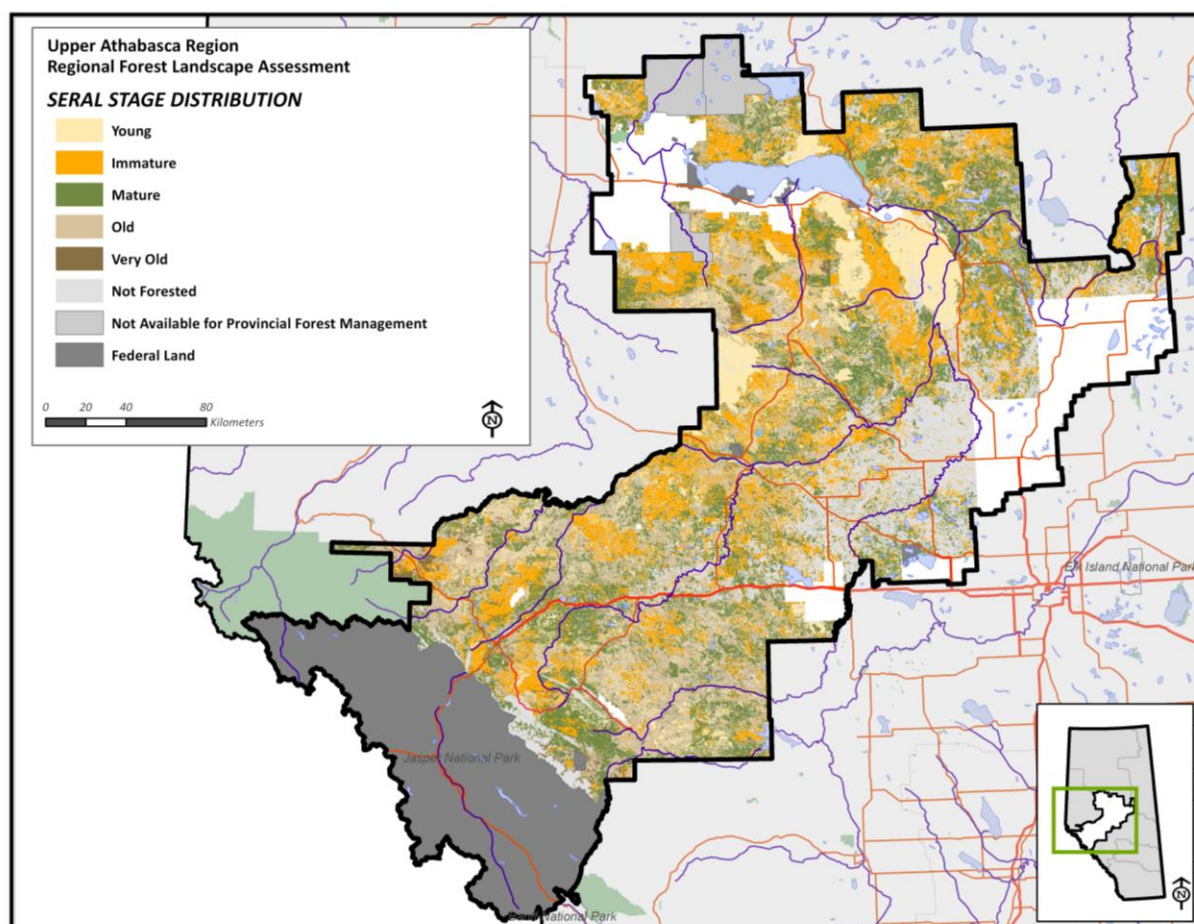 Upper Athabasca Region
Regional Forest Landscape Assessment
SERAL STAGE DISTRIBUTION
Young
Immature
Mature
Old
Very Old
Not Forested
Not Available for Provincial Forest Management
Federal Land
0 20 40 80
Kilometers
N
Elk Island National Park
Jasper National Park
Banff National Park
N